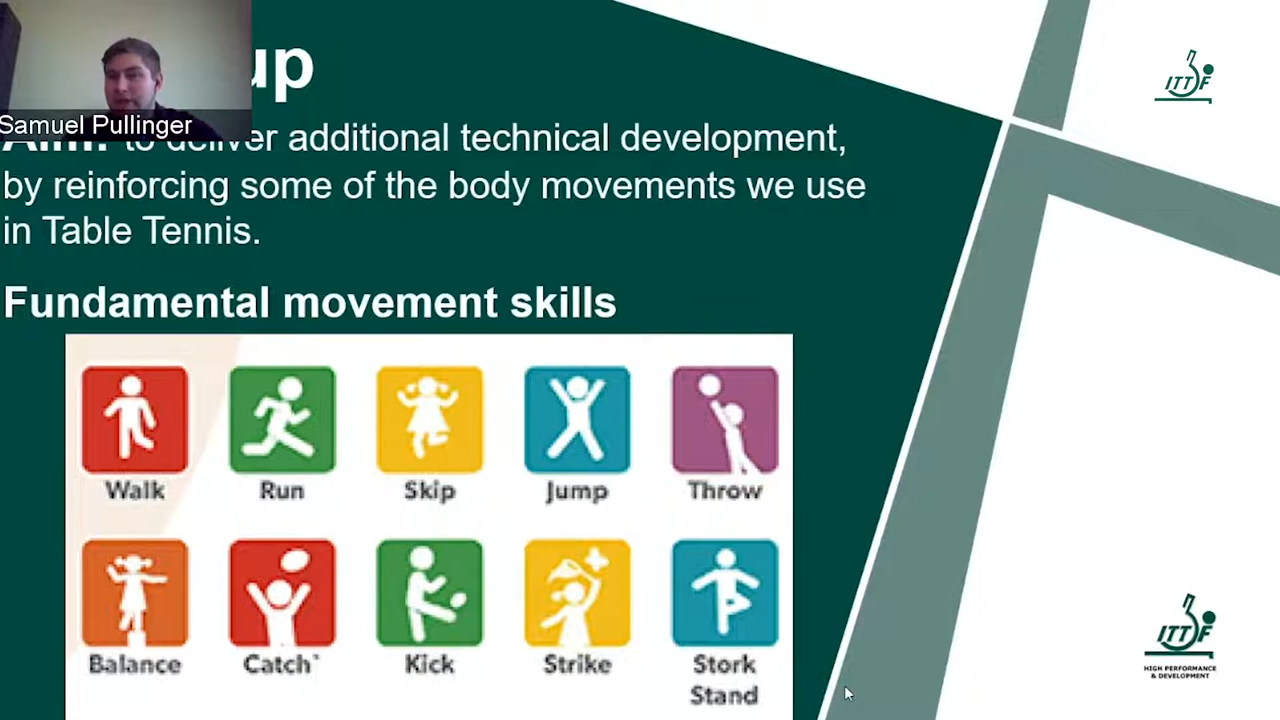 up
Samuel Pullinger
Aim: to deliver additional technical development,
by reinforcing some of the body movements we use
in Table Tennis.
Fundamental movement skills
Walk Run Skip Jump Throw
Balance Catch* Kick Strike Stork
Stand
ITTF
ITTF
HIGH PERFORMANCE
& DEVELOPMENT